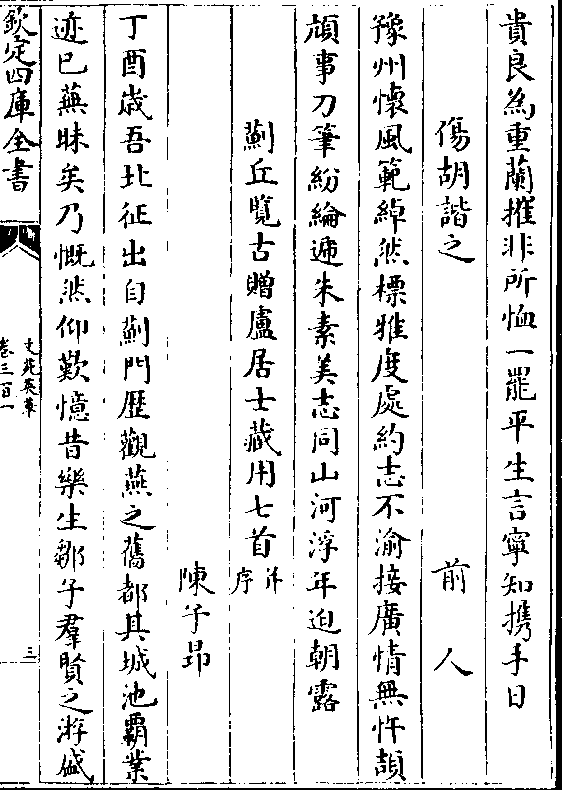 貴良為重蘭摧非所恤一罷平生言寧知携手日
傷胡諧之　　　　前人
豫州懷風範綽然標雅度處約志不渝接廣情無忤頡
頏事刀筆紛綸遞朱素美志同山河浮年迫朝露
薊丘覽古贈盧居士藏用七首并序
陳子昻
丁酉歳吾北征出自薊門歴觀燕之舊都其城池霸業
迹已蕪昧矣乃慨然仰歎憶昔樂生鄒子羣賢之游盛
欽定四庫全書
文苑英華
卷三百一
三